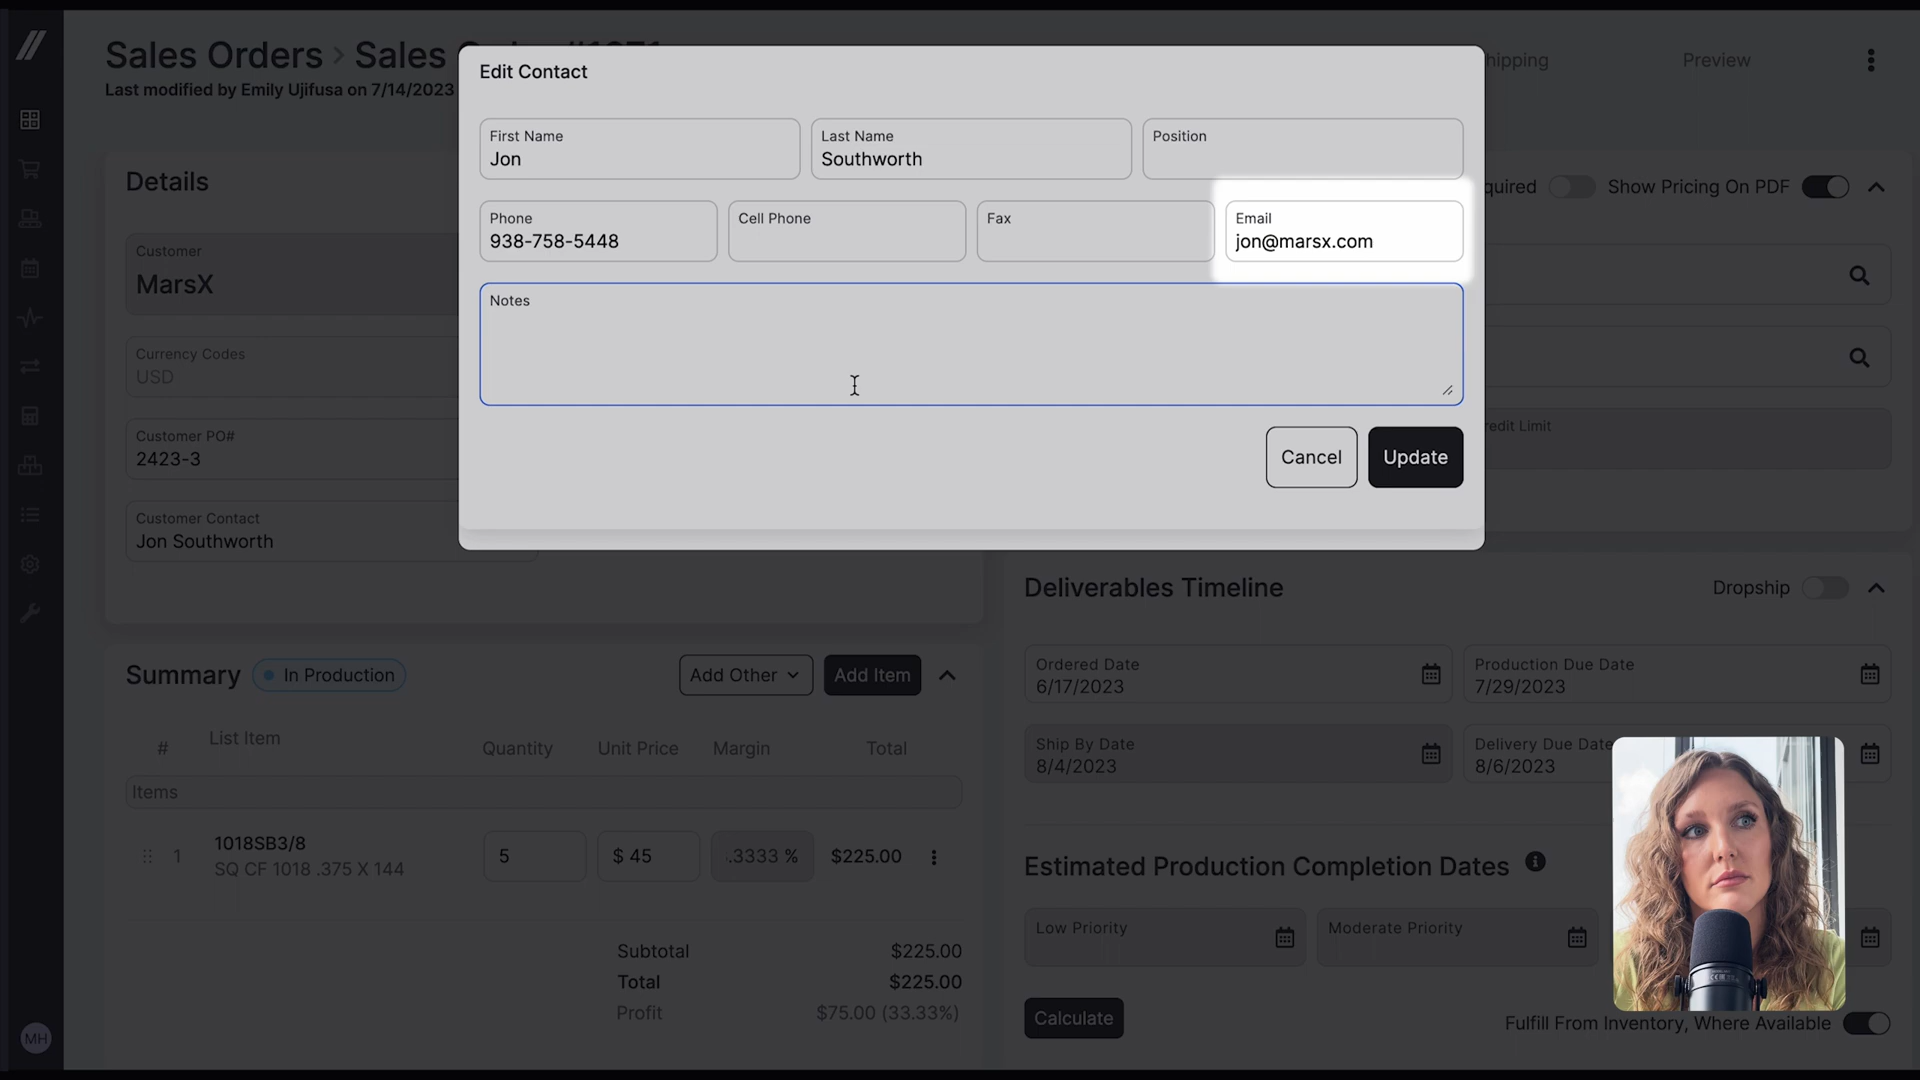 Sales Orders > Sales
Last modified by Emily Ujifusa on 7/14/2023
Preview
Edit Contact
First Name
Jon
Last Name
Southworth
Position
Phone
938-758-5448
Cell Phone
Fax
Email
jon@marsx.com
Notes
Cancel
Update
Details
Show Pricing On PDF
Customer
MarsX
Currency Codes
USD
Customer PO#
2423-3
Customer Contact
Jon Southworth
Limit
Summary
In Production
Add Other
Add Item
# List Item Quantity Unit Price Margin Total
Items
1
1018SB3/8
SQ CF 1018 .375 X 144
5
$ 45
.3333 %
$225.00
Subtotal $225.00
Total $225.00
Profit $75.00 (33.33%)
Deliverables Timeline
Dropship
Ordered Date
6/17/2023
Production Due Date
7/29/2023
Ship By Date
8/4/2023
Delivery Due Date
8/6/2023
Estimated Production Completion Dates
Low Priority
Moderate Priority
Calculate
Fulfill From Inventory, Where Available
MH